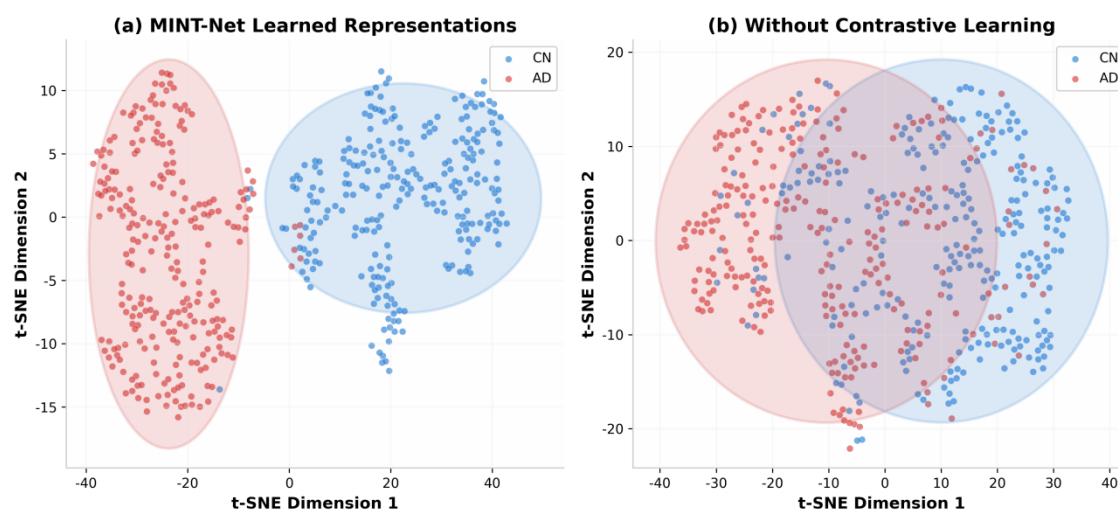 (a) MINT-Net Learned Representations
CN
AD
10
5
0
-5
-10
-15
t-SNE Dimension 2
-40
-20
0
20
40
t-SNE Dimension 1
(b) Without Contrastive Learning
CN
AD
20
10
0
-10
-20
t-SNE Dimension 2
-40
-30
-20
-10
0
10
20
30
40
t-SNE Dimension 1